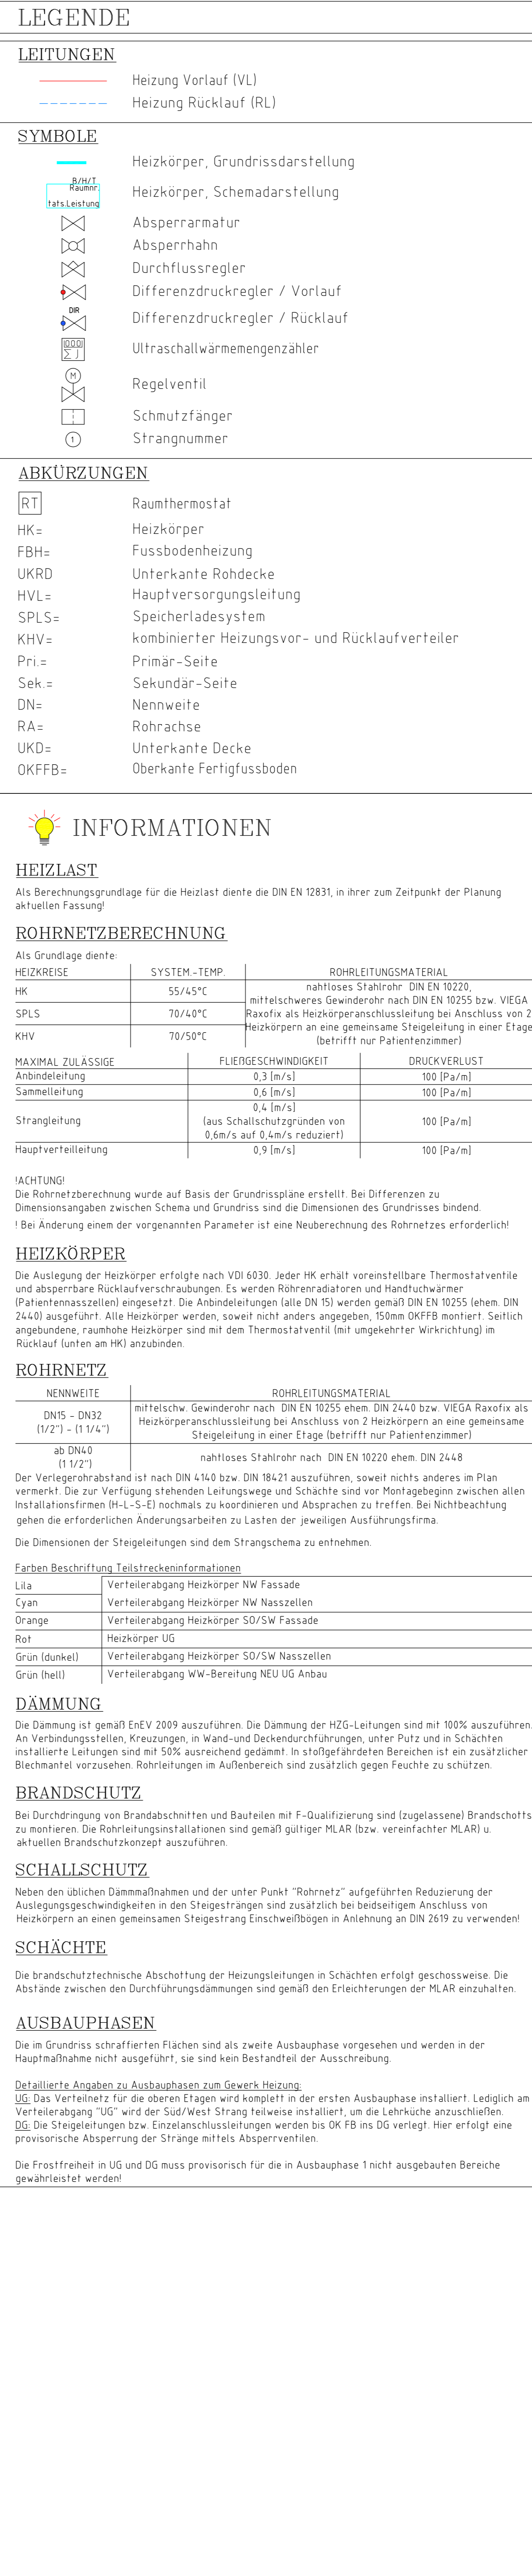 LEGENDE
LEITUNGEN
Heizung Vorlauf (VL)
Heizung Rücklauf (RL)
SYMBOLE
Heizkörper, Grundrissdarstellung
B/H/T
Raumnr.
tats.Leistung
Heizkörper, Schemadarstellung
Absperrarmatur
Absperrhahn
Durchflussregler
Differenzdruckregler / Vorlauf
DIR
Differenzdruckregler / Rücklauf
Ultraschallwärmemengenzähler
M
Regelventil
Schmutzfänger
1 Strangnummer
ABKÜRZUNGEN
RT Raumthermostat
HK= Heizkörper
FBH= Fussbodenheizung
UKRD Unterkante Rohdecke
HVL= Hauptversorgungsleitung
SPLS= Speicherladesystem
KHV= kombinierter Heizungsvor- und Rücklaufverteiler
Pri.= Primär-Seite
Sek.= Sekundär-Seite
DN= Nennweite
RA= Rohrachse
UKD= Unterkante Decke
OKFFB= Oberkante Fertigfussboden
INFORMATIONEN
HEIZLAST
Als Berechnungsgrundlage für die Heizlast diente die DIN EN 12831, in ihrer zum Zeitpunkt der Planung
aktuellen Fassung!
ROHRNETZBERECHNUNG
Als Grundlage diente:
HEIZKREISE SYSTEM.-TEMP. ROHRLEITUNGSMATERIAL
HK 55/45°C
SPLS 70/40°C
KHV 70/50°C
nahtloses Stahlrohr DIN EN 10220,
mittelschweres Gewinderohr nach DIN EN 10255 bzw. VIEGA
Raxofix als Heizkörperanschlussleitung bei Anschluss von 2
Heizkörpern an eine gemeinsame Steigeleitung in einer Etage
(betrifft nur Patientenzimmer)
MAXIMAL ZULÄSSIGE FLIEßGESCHWINDIGKEIT DRUCKVERLUST
Anbindeleitung 0,3 [m/s] 100 [Pa/m]
Sammelleitung 0,6 [m/s] 100 [Pa/m]
Strangleitung 0,4 [m/s]
(aus Schallschutzgründen von
0,6m/s auf 0,4m/s reduziert) 100 [Pa/m]
Hauptverteilleitung 0,9 [m/s] 100 [Pa/m]
!ACHTUNG!
Die Rohrnetzberechnung wurde auf Basis der Grundrisspläne erstellt. Bei Differenzen zu
Dimensionsangaben zwischen Schema und Grundriss sind die Dimensionen des Grundrisses bindend.
! Bei Änderung einem der vorgenannten Parameter ist eine Neuberechnung des Rohrnetzes erforderlich!
HEIZKÖRPER
Die Auslegung der Heizkörper erfolgte nach VDI 6030. Jeder HK erhält voreinstellbare Thermostatventile
und absperrbare Rücklaufverschraubungen. Es werden Röhrenradiatoren und Handtuchwärmer
(Patientennasszellen) eingesetzt. Die Anbindeleitungen (alle DN 15) werden gemäß DIN EN 10255 (ehem. DIN
2440) ausgeführt. Alle Heizkörper werden, soweit nicht anders angegeben, 150mm OKFFB montiert. Seitlich
angebundene, raumhohe Heizkörper sind mit dem Thermostatventil (mit umgekehrter Wirkrichtung) im
Rücklauf (unten am HK) anzubinden.
ROHRNETZ
NENNWEITE ROHRLEITUNGSMATERIAL
DN15 - DN32
(1/2") - (1 1/4")
mittelschw. Gewinderohr nach DIN EN 10255 ehem. DIN 2440 bzw. VIEGA Raxofix als
Heizkörperanschlussleitung bei Anschluss von 2 Heizkörpern an eine gemeinsame
Steigeleitung in einer Etage (betrifft nur Patientenzimmer)
ab DN40
(1 1/2")
nahtloses Stahlrohr nach DIN EN 10220 ehem. DIN 2448
Der Verlegerohrabstand ist nach DIN 4140 bzw. DIN 18421 auszuführen, soweit nichts anderes im Plan
vermerkt. Die zur Verfügung stehenden Leitungswege und Schächte sind vor Montagebeginn zwischen allen
Installationsfirmen (H-L-S-E) nochmals zu koordinieren und Absprachen zu treffen. Bei Nichtbeachtung
gehen die erforderlichen Änderungsarbeiten zu Lasten der jeweiligen Ausführungsfirma.
Die Dimensionen der Steigeleitungen sind dem Strangschema zu entnehmen.
Farben Beschriftung Teilstreckeninformationen
Lila Verteilerabgang Heizkörper NW Fassade
Cyan Verteilerabgang Heizkörper NW Nasszellen
Orange Verteilerabgang Heizkörper SO/SW Fassade
Rot Heizkörper UG
Grün (dunkel) Verteilerabgang Heizkörper SO/SW Nasszellen
Grün (hell) Verteilerabgang WW-Bereitung NEU UG Anbau
DÄMMUNG
Die Dämmung ist gemäß EnEV 2009 auszuführen. Die Dämmung der HZG-Leitungen sind mit 100% auszuführen.
An Verbindungsstellen, Kreuzungen, in Wand-und Deckendurchführungen, unter Putz und in Schächten
installierte Leitungen sind mit 50% ausreichend gedämmt. In stoßgefährdeten Bereichen ist ein zusätzlicher
Blechmantel vorzusehen. Rohrleitungen im Außenbereich sind zusätzlich gegen Feuchte zu schützen.
BRANDSCHUTZ
Bei Durchdringung von Brandabschnitten und Bauteilen mit F-Qualifizierung sind (zugelassene) Brandschotts
zu montieren. Die Rohrleitungsinstallationen sind gemäß gültiger MLAR (bzw. vereinfachter MLAR) u.
aktuellen Brandschutzkonzept auszuführen.
SCHALLSCHUTZ
Neben den üblichen Dämmmaßnahmen und der unter Punkt "Rohrnetz" aufgeführten Reduzierung der
Auslegungsgeschwindigkeiten in den Steigesträngen sind zusätzlich bei beidseitigem Anschluss von
Heizkörpern an einen gemeinsamen Steigestrang Einschweißbögen in Anlehnung an DIN 2619 zu verwenden!
SCHÄCHTE
Die brandschutztechnische Abschottung der Heizungsleitungen in Schächten erfolgt geschossweise. Die
Abstände zwischen den Durchführungsdämmungen sind gemäß den Erleichterungen der MLAR einzuhalten.
AUSBAUPHASEN
Die im Grundriss schraffierten Flächen sind als zweite Ausbauphase vorgesehen und werden in der
Hauptmaßnahme nicht ausgeführt, sie sind kein Bestandteil der Ausschreibung.
Detaillierte Angaben zu Ausbauphasen zum Gewerk Heizung:
UG: Das Verteilnetz für die oberen Etagen wird komplett in der ersten Ausbauphase installiert. Lediglich am
Verteilerabgang "UG" wird der Süd/West Strang teilweise installiert, um die Lehrküche anzuschließen.
DG: Die Steigeleitungen bzw. Einzelanschlussleitungen werden bis OK FB ins DG verlegt. Hier erfolgt eine
provisorische Absperrung der Stränge mittels Absperrventilen.
Die Frostfreiheit in UG und DG muss provisorisch für die in Ausbauphase 1 nicht ausgebauten Bereiche
gewährleistet werden!